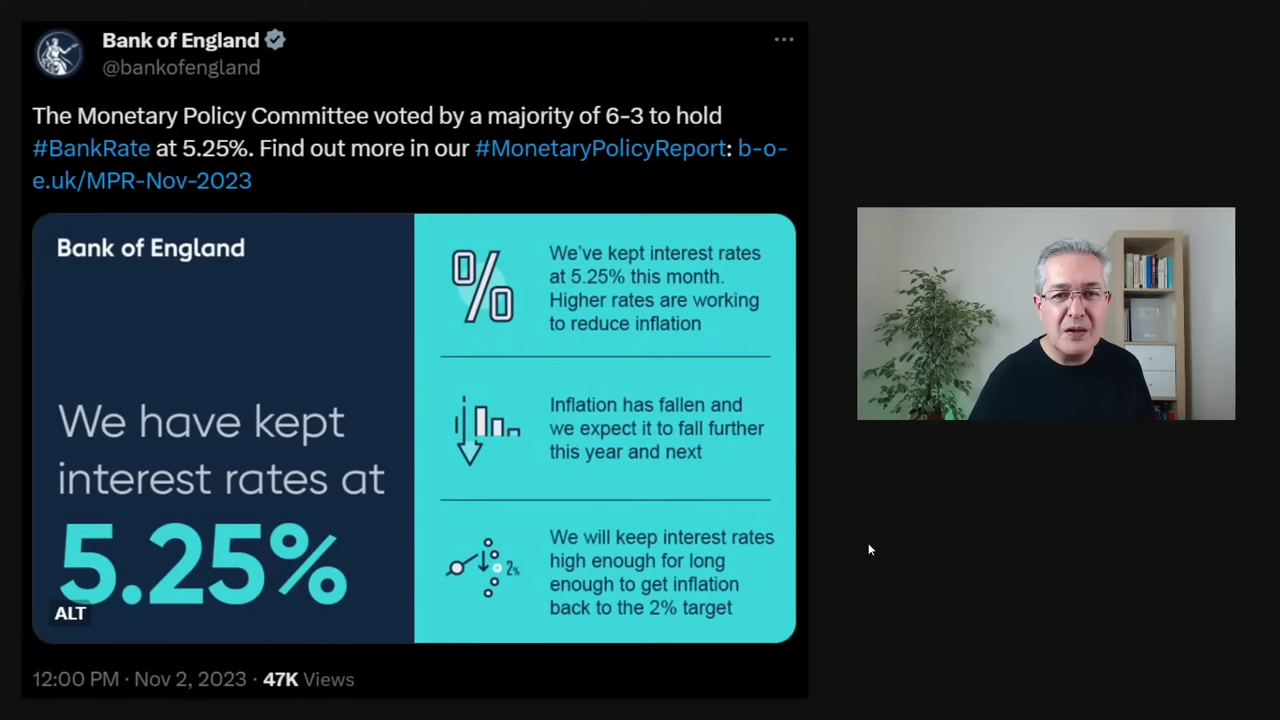 Bank of England
@bankofengland
The Monetary Policy Committee voted by a majority of 6–3 to hold
#BankRate at 5.25%. Find out more in our #MonetaryPolicyReport: b-o-
e.uk/MPR-Nov-2023
Bank of England
We have kept
interest rates at
5.25%
ALT
We've kept interest rates
at 5.25% this month.
Higher rates are working
to reduce inflation
Inflation has fallen and
we expect it to fall further
this year and next
2%
We will keep interest rates
high enough for long
enough to get inflation
back to the 2% target
12:00 PM · Nov 2, 2023 · 47K Views